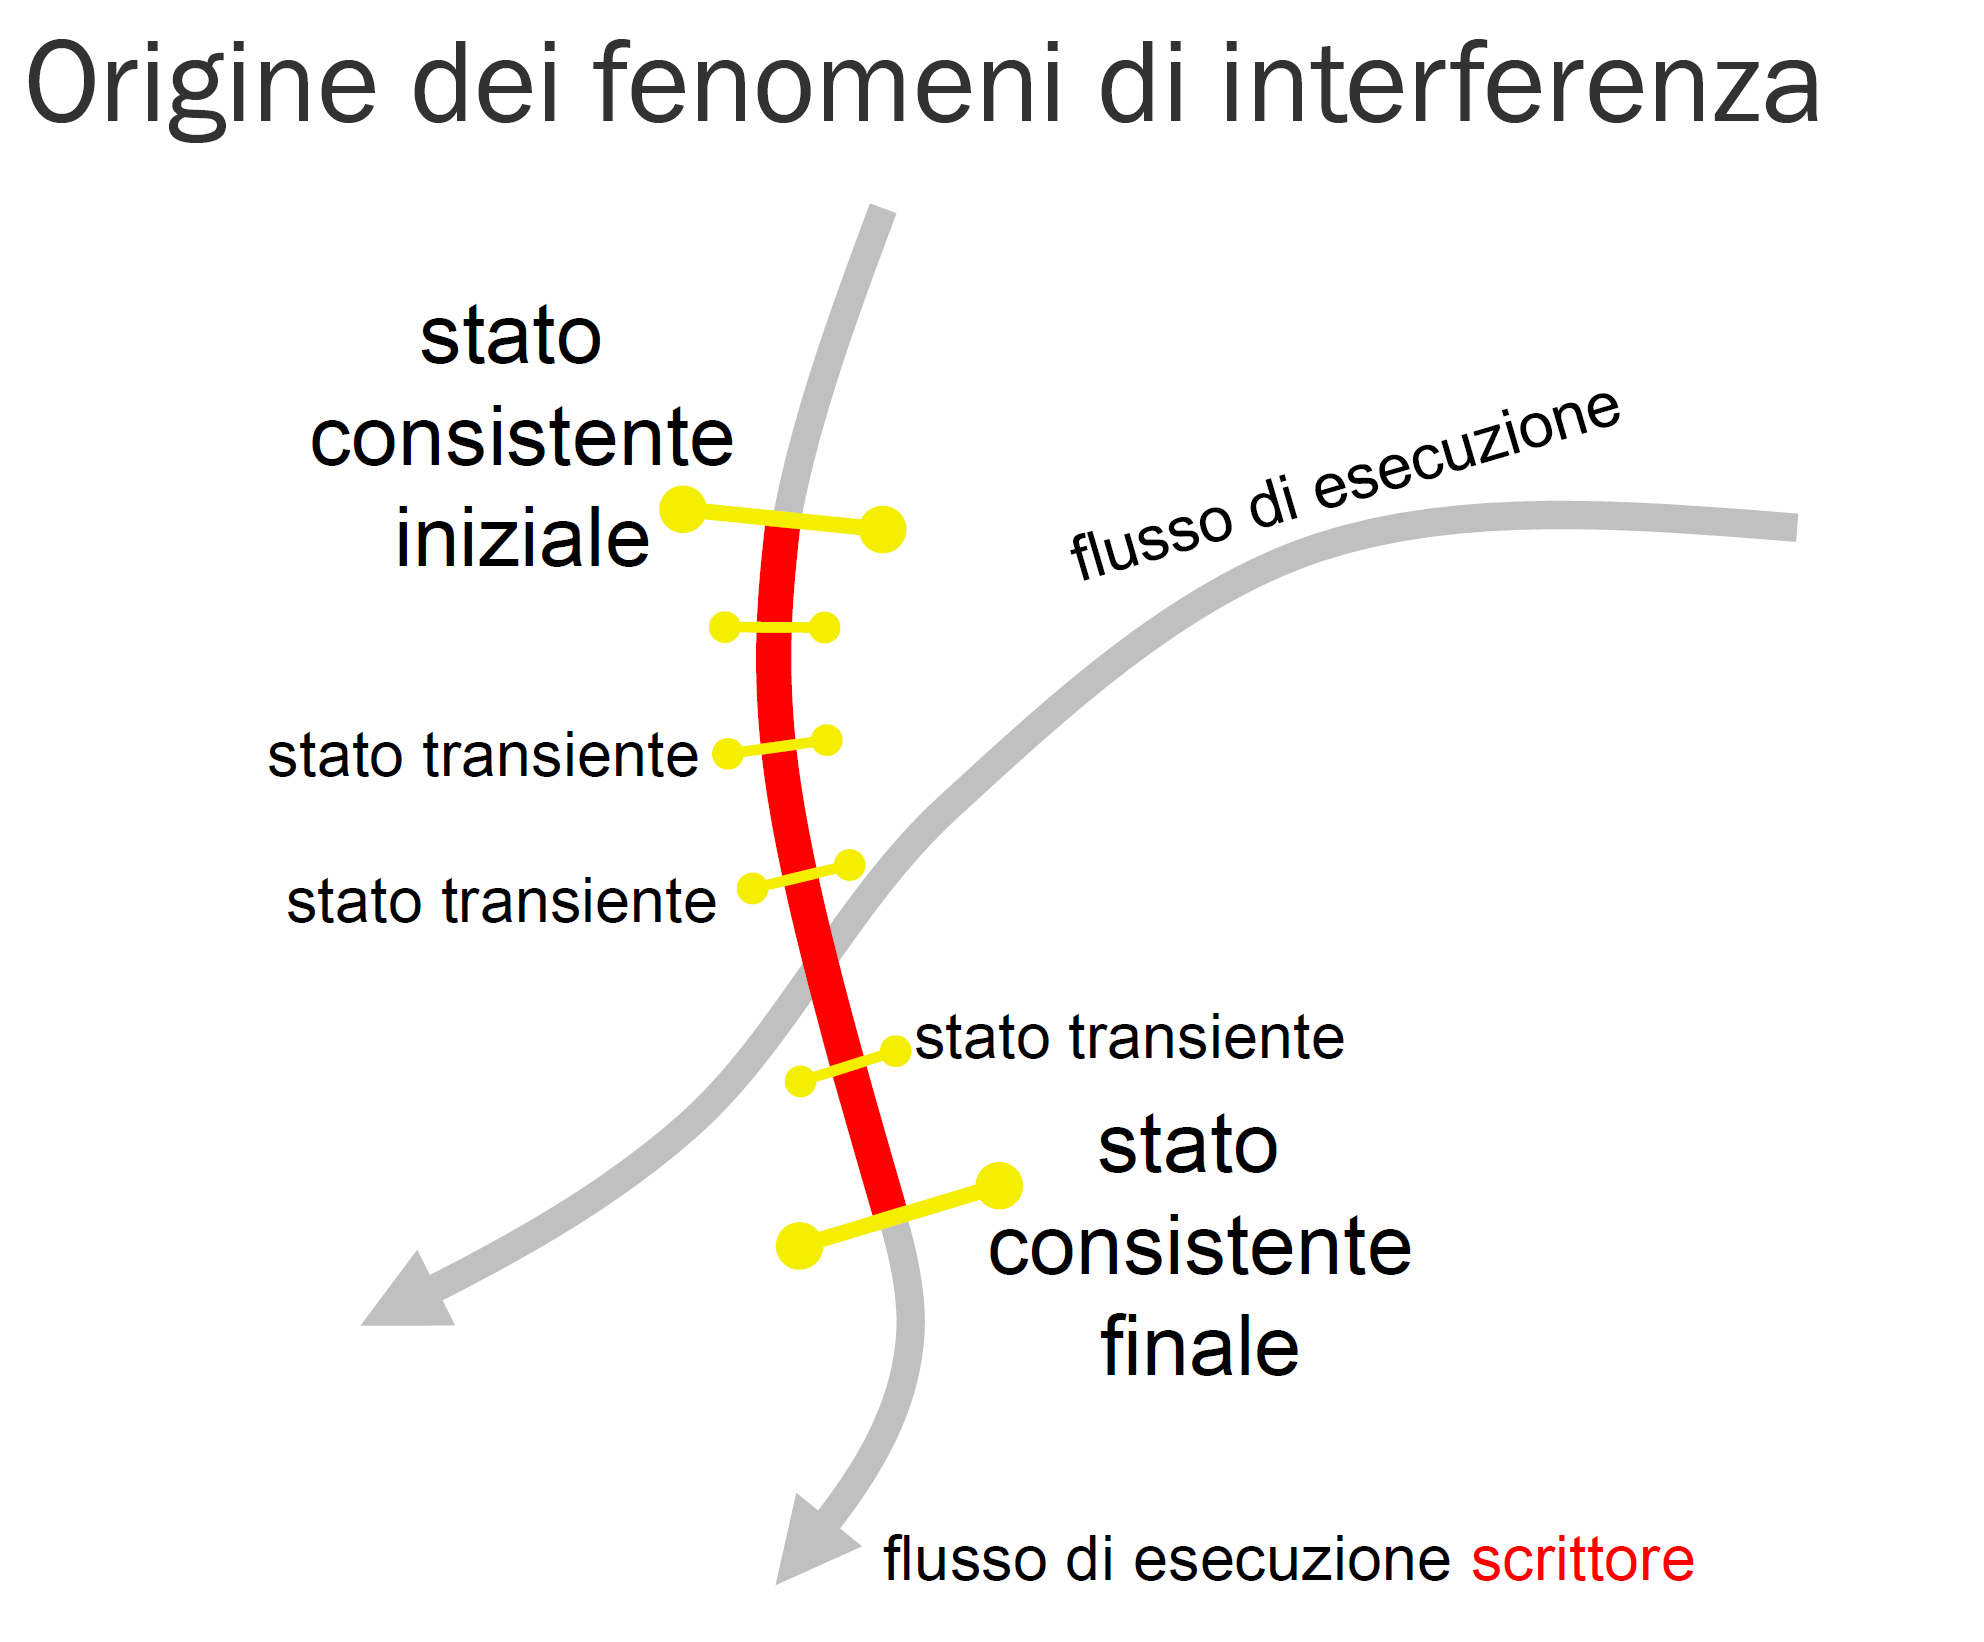 Origine dei fenomeni di interferenza
stato
consistente
iniziale
flusso di esecuzione
stato transiente
stato transiente
stato transiente
stato
consistente
finale
flusso di esecuzione scrittore